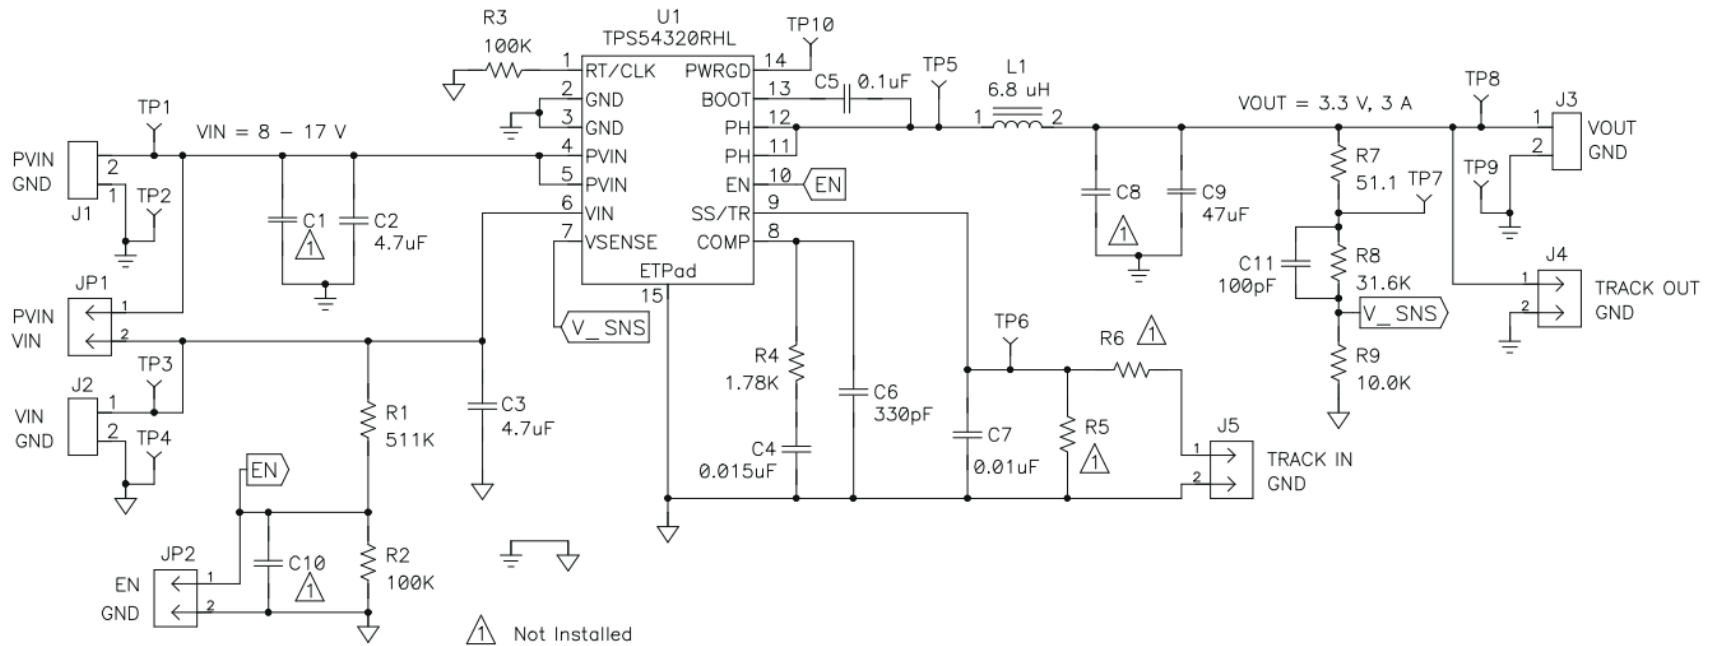 U1
TPS54320RHL
R3
100K
1
RT/CLK
2
GND
3
GND
4
PVIN
5
PVIN
6
VIN
7
VSENSE
ETPad
15
PWRGD
14
BOOT
13
PH
12
PH
11
EN
10
EN
SS/TR
9
COMP
8
TP10
C5
0.1uF
TP5
L1
6.8 uH
1
2
VOUT = 3.3 V, 3 A
TP8
J3
1
VOUT
2
GND
TP9
TP1
VIN = 8 – 17 V
PVIN
2
GND
1
J1
TP2
C1
1
C2
4.7uF
JP1
PVIN
1
VIN
2
TP3
J2
VIN
1
GND
2
TP4
V_SNS
R1
511K
C3
4.7uF
EN
JP2
EN
1
GND
2
C10
1
R2
100K
R4
1.78K
C4
0.015uF
C6
330pF
TP6
R6
1
C7
0.01uF
R5
1
J5
1
TRACK IN
2
GND
C8
1
C9
47uF
R7
51.1
TP7
C11
100pF
R8
31.6K
V_SNS
R9
10.0K
J4
1
TRACK OUT
2
GND
1
Not Installed